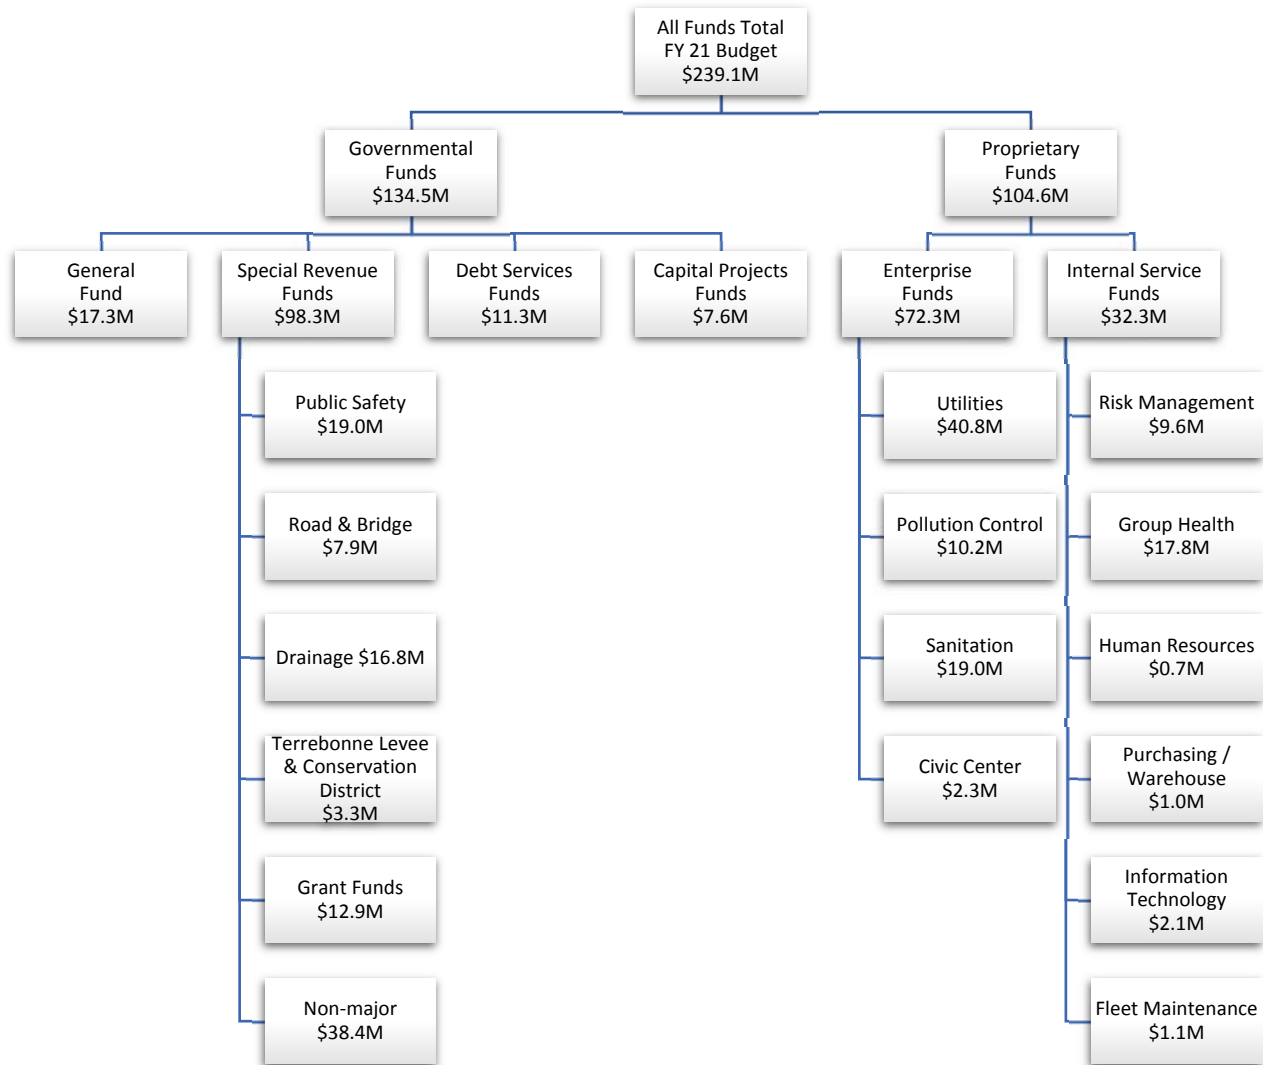 All Funds Total
FY 21 Budget
$239.1M
Governmental
Funds
$134.5M
Proprietary
Funds
$104.6M
General
Fund
$17.3M
Special Revenue
Funds
$98.3M
Debt Services
Funds
$11.3M
Capital Projects
Funds
$7.6M
Enterprise
Funds
$72.3M
Internal Service
Funds
$32.3M
Public Safety
$19.0M
Road & Bridge
$7.9M
Drainage $16.8M
Terrebonne Levee
& Conservation
District
$3.3M
Grant Funds
$12.9M
Non-major
$38.4M
Utilities
$40.8M
Pollution Control
$10.2M
Sanitation
$19.0M
Civic Center
$2.3M
Risk Management
$9.6M
Group Health
$17.8M
Human Resources
$0.7M
Purchasing /
Warehouse
$1.0M
Information
Technology
$2.1M
Fleet Maintenance
$1.1M